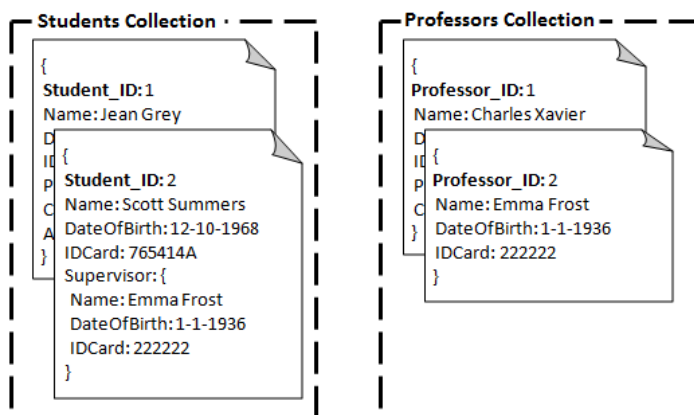 Students Collection
{
Student_ID: 1
Name: Jean Grey
D
ID
P
C
A
}
{
Student_ID: 2
Name: Scott Summers
DateOfBirth: 12-10-1968
IDCard: 765414A
Supervisor: {
Name: Emma Frost
DateOfBirth: 1-1-1936
IDCard: 222222
}
Professors Collection
{
Professor_ID: 1
Name: Charles Xavier
D
ID
P
C
}
{
Professor_ID: 2
Name: Emma Frost
DateOfBirth: 1-1-1936
IDCard: 222222
}